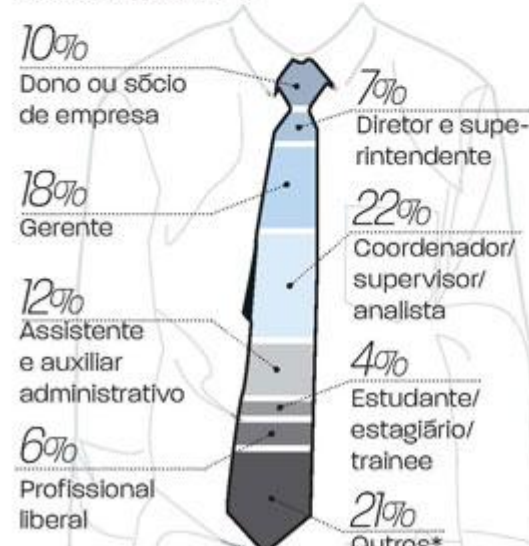 10%
Dono ou sócio
de empresa
7%
Diretor e supe-
rintendente
18%
Gerente
22%
Coordenador/
supervisor/
analista
12%
Assistente
e auxiliar
administrativo
4%
Estudante/
estagiário/
trainee
6%
Profissional
liberal
21%
Outros*